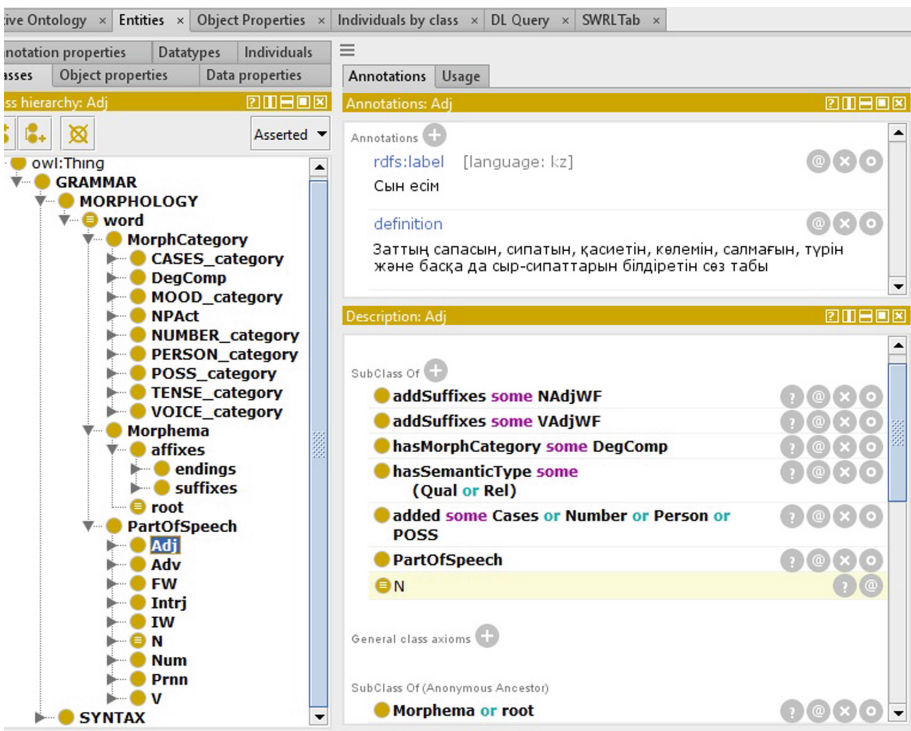 ive Ontology × Entities × Object Properties × Individuals by class × DL Query × SWRLTab ×
nnotation properties Datatypes Individuals
asses Object properties Data properties
ss hierarchy: Adj
Asserted
owl:Thing
GRAMMAR
MORPHOLOGY
word
MorphCategory
CASES_category
DegComp
MOOD_category
NPAct
NUMBER_category
PERSON_category
POSS_category
TENSE_category
VOICE_category
Morphema
affixes
endings
suffixes
root
PartOfSpeech
Adj
Adv
FW
Intrj
IW
N
Num
Prnn
V
SYNTAX
Annotations Usage
Annotations: Adj
Annotations
rdfs:label [language: kz]
Сын есім
definition
Заттың сапасын, сипатын, қасиетін, көлемін, салмағын, түрін
және басқа да сыр-сипаттарын білдіретін сөз табы
Description: Adj
SubClass Of
addSuffixes some NAdjWF
addSuffixes some VAdjWF
hasMorphCategory some DegComp
hasSemanticType some
(Qual or Rel)
added some Cases or Number or Person or
POSS
PartOfSpeech
N
General class axioms
SubClass Of (Anonymous Ancestor)
Morphema or root